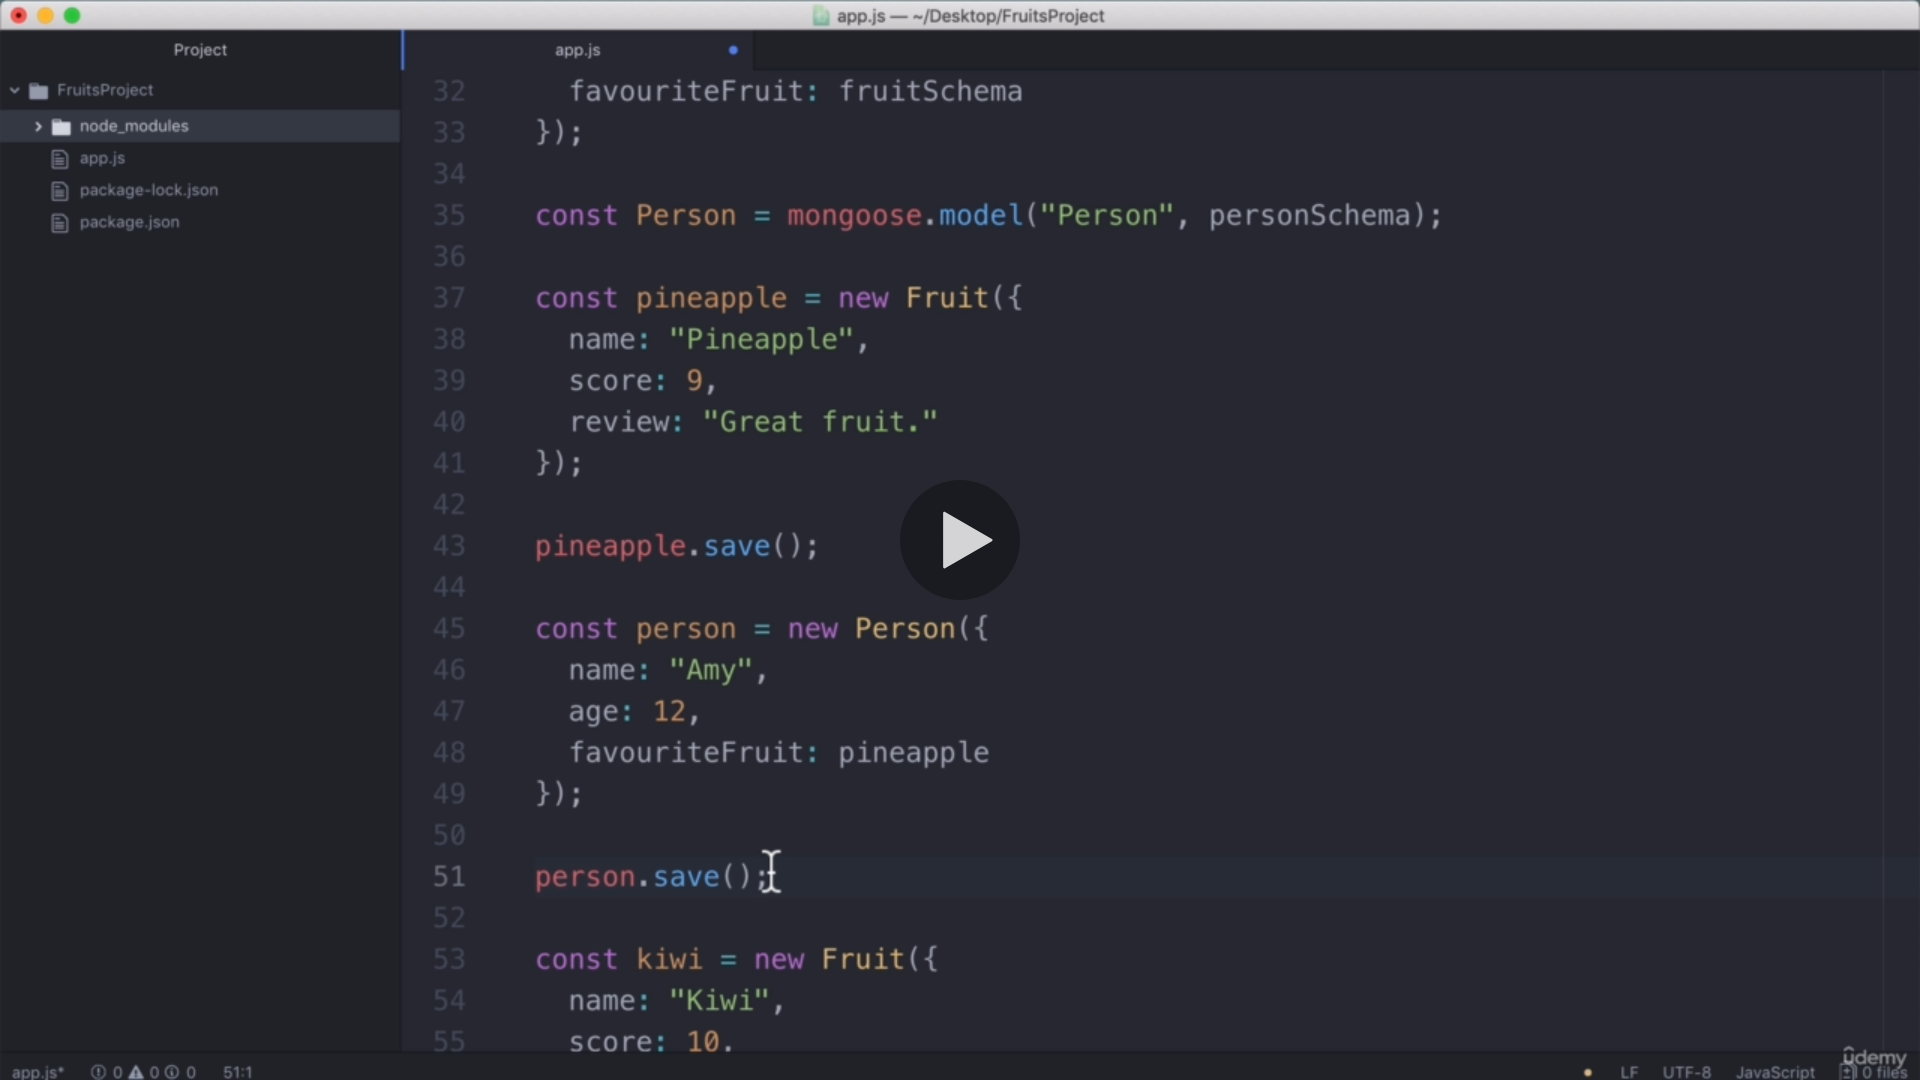 app.js — ~/Desktop/FruitsProject
Project
app.js
FruitsProject
node_modules
app.js
package-lock.json
package.json
32 favouriteFruit: fruitSchema
33 });
34
35 const Person = mongoose.model("Person", personSchema);
36
37 const pineapple = new Fruit({
38 name: "Pineapple",
39 score: 9,
40 review: "Great fruit."
41 });
42
43 pineapple.save();
44
45 const person = new Person({
46 name: "Amy",
47 age: 12,
48 favouriteFruit: pineapple
49 });
50
51 person.save();
52
53 const kiwi = new Fruit({
54 name: "Kiwi",
55 score: 10,
app.js* 0 0 0 51:1 LF UTF-8 JavaScript 0 files
ûdemy